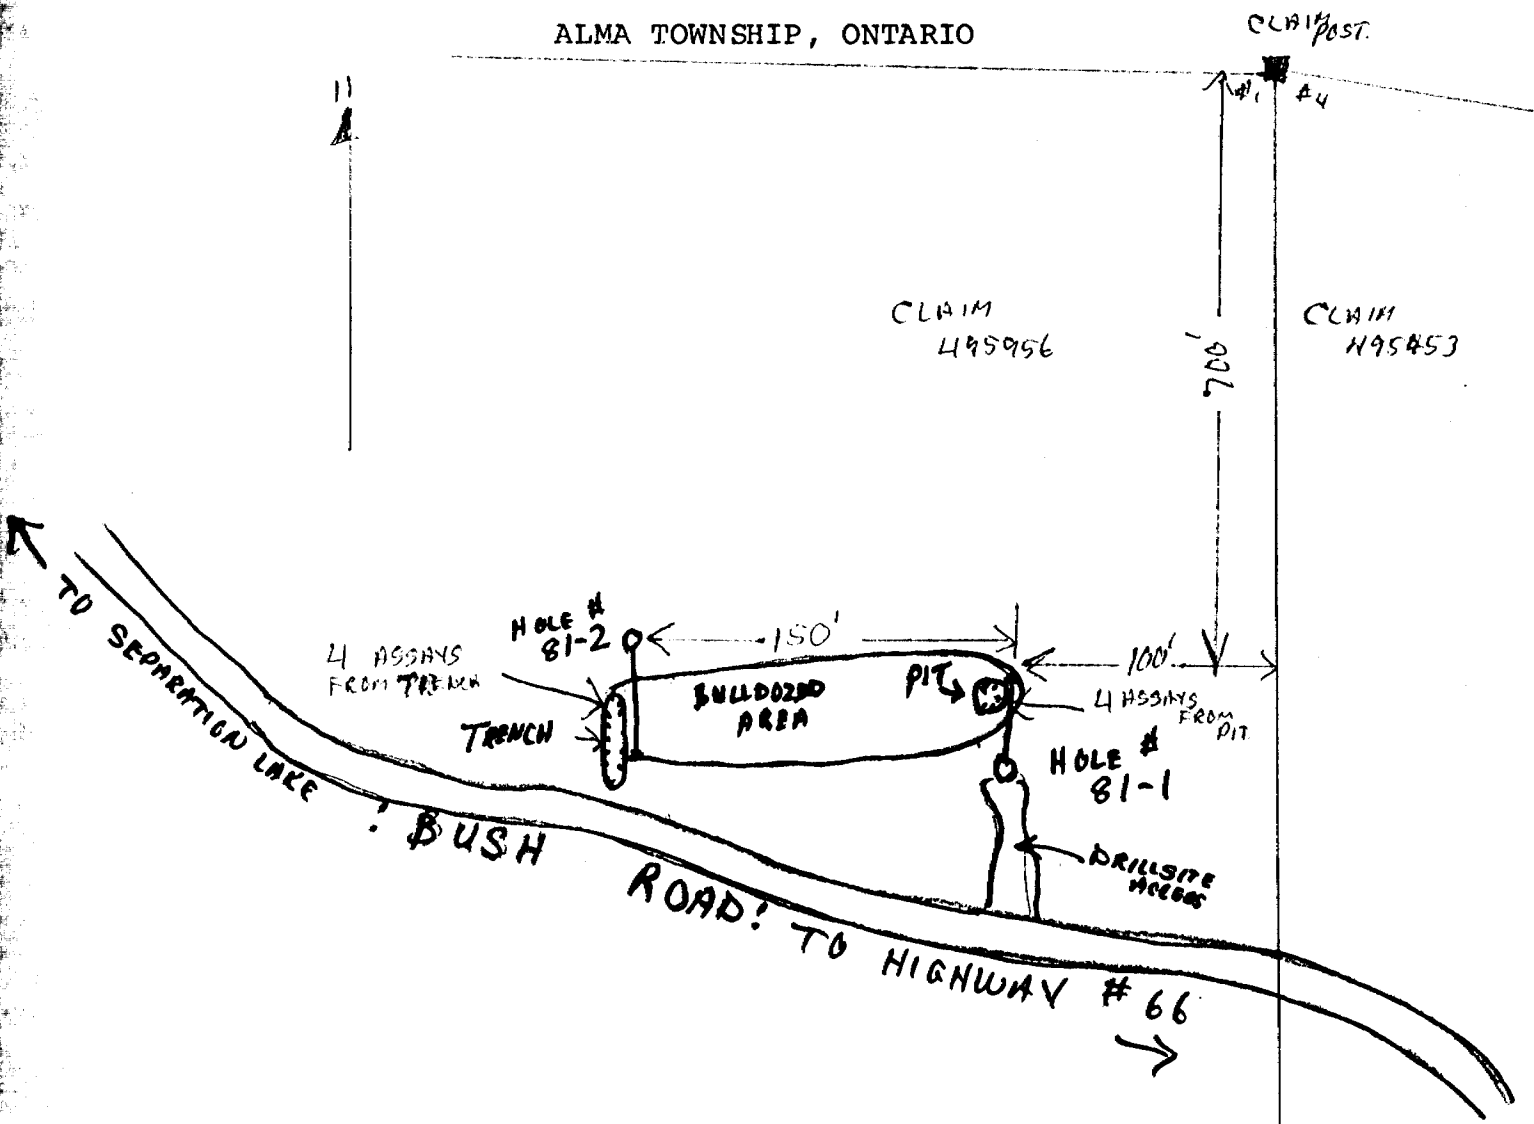 ALMA TOWNSHIP, ONTARIO
CLAIM
POST.
#1 #4
CLAIM
495956
CLAIM
495453
700'
TO SEPARATION LAKE
HOLE #
81-2
150'
100'
4 ASSAYS
FROM TRENCH
TRENCH
BULLDOZED
AREA
PIT
4 ASSAYS
FROM
PIT
HOLE #
81-1
DRILLSITE
ACCESS
: BUSH ROAD: TO HIGHWAY # 66